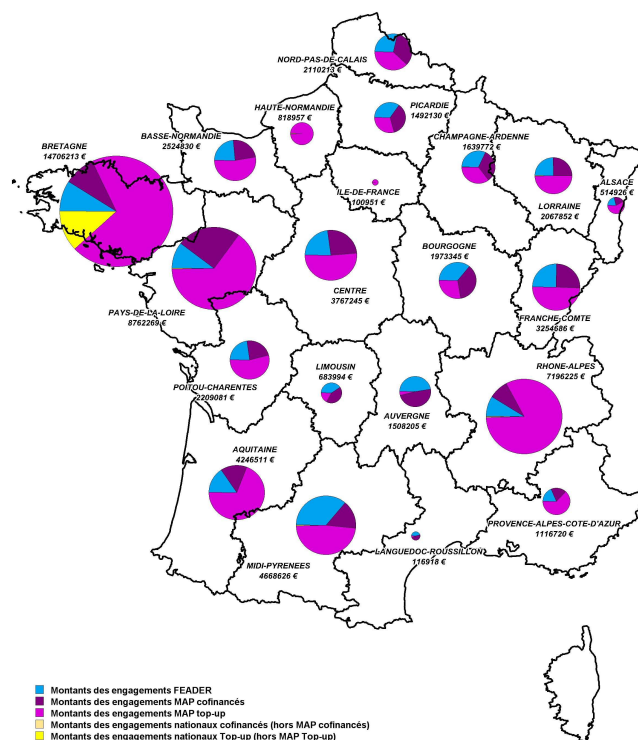 NORD-PAS-DE-CALAIS
2110213 €
HAUTE-NORMANDIE
818957 €
PICARDIE
1492130 €
BASSE-NORMANDIE
2524830 €
CHAMPAGNE-ARDENNE
1639772 €
BRETAGNE
14706213 €
ILE-DE-FRANCE
100951 €
LORRAINE
2067852 €
ALSACE
514926 €
BOURGOGNE
1973345 €
PAYS-DE-LA-LOIRE
8762269 €
CENTRE
3767245 €
FRANCHE-COMTE
3254686 €
POITOU-CHARENTES
2209081 €
LIMOUSIN
683994 €
AUVERGNE
1508205 €
RHONE-ALPES
7196225 €
AQUITAINE
4246511 €
MIDI-PYRENEES
4668626 €
LANGUEDOC-ROUSSILLON
116918 €
PROVENCE-ALPES-COTE-D'AZUR
1116720 €
Montants des engagements FEADER
Montants des engagements MAP cofinancés
Montants des engagements MAP top-up
Montants des engagements nationaux cofinancés (hors MAP cofinancés)
Montants des engagements nationaux Top-up (hors MAP Top-up)